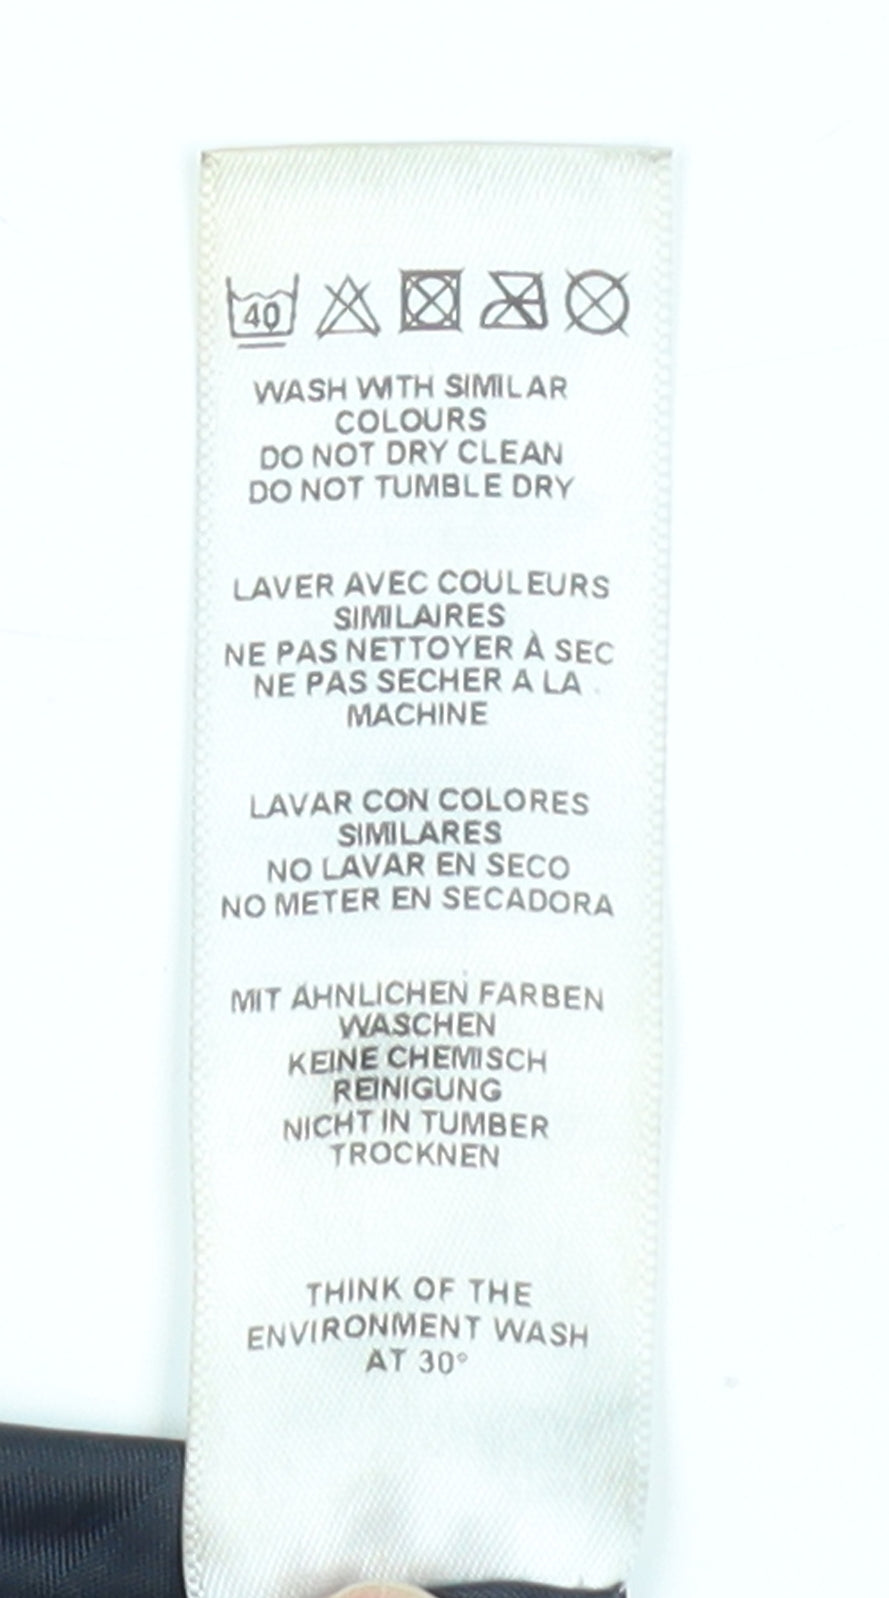 40
WASH WITH SIMILAR
COLOURS
DO NOT DRY CLEAN
DO NOT TUMBLE DRY
LAVER AVEC COULEURS
SIMILAIRES
NE PAS NETTOYER À SEC
NE PAS SECHER A LA
MACHINE
LAVAR CON COLORES
SIMILARES
NO LAVAR EN SECO
NO METER EN SECADORA
MIT ÄHNLICHEN FARBEN
WASCHEN
KEINE CHEMISCH
REINIGUNG
NICHT IN TUMBER
TROCKNEN
THINK OF THE
ENVIRONMENT WASH
AT 30°